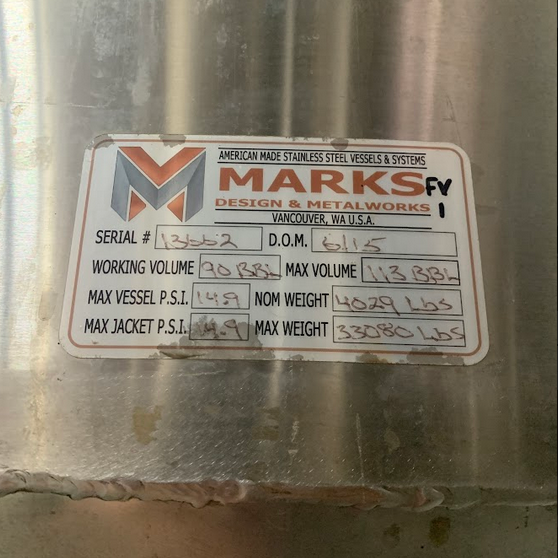 AMERICAN MADE STAINLESS STEEL VESSELS & SYSTEMS
MARKS FV
DESIGN & METALWORKS 1
VANCOUVER, WA U.S.A.
SERIAL # 13662 D.O.M. 6/15
WORKING VOLUME 90 BBL MAX VOLUME 113 BBL
MAX VESSEL P.S.I. 14.9 NOM WEIGHT 4029 Lbs
MAX JACKET P.S.I. 14.9 MAX WEIGHT 33080 Lbs